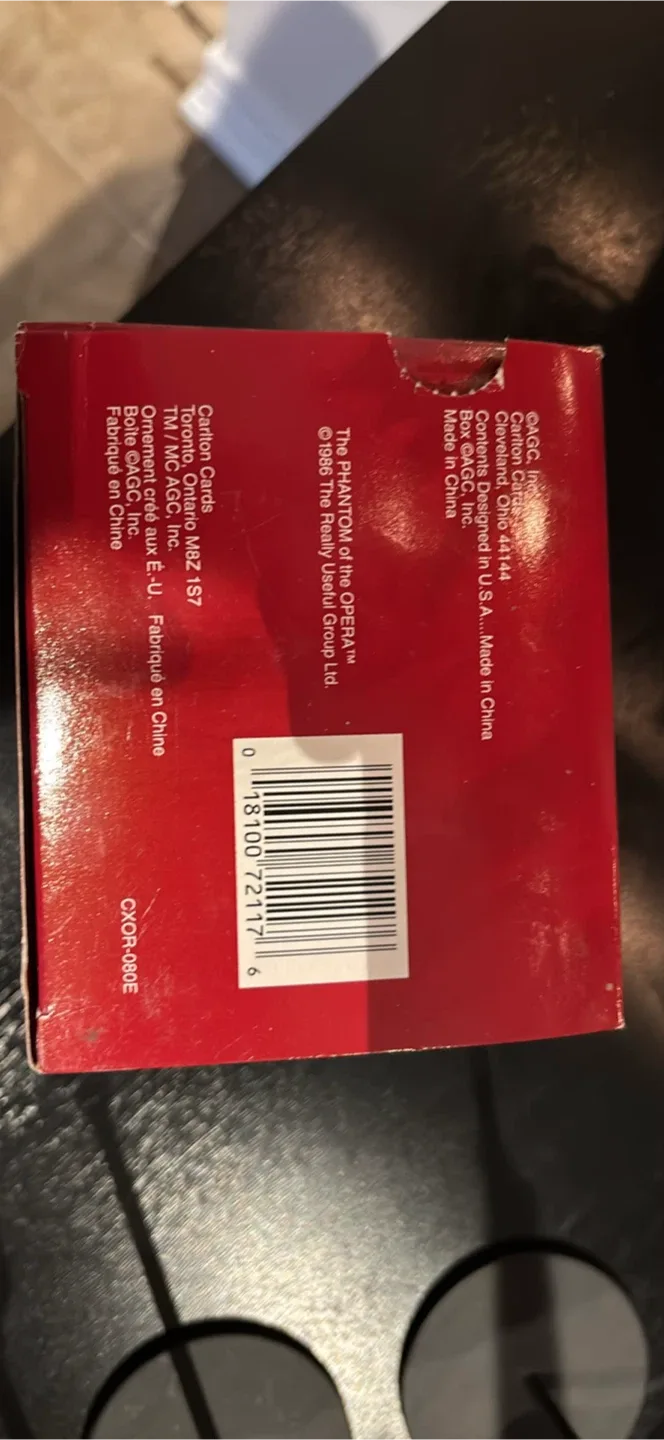 ©AGC, Inc.
Carlton Cards
Cleveland, Ohio 44144
Contents Designed in U.S.A....Made in China
Box ©AGC, Inc.
Made in China
The PHANTOM of the OPERA™
©1986 The Really Useful Group Ltd.
Carlton Cards
Toronto, Ontario M8Z 1S7
TM / MC AGC, Inc.
Ornement créé aux É.-U. Fabriqué en Chine
Boîte ©AGC, Inc.
Fabriqué en Chine
0 18100 72117 6
CXOR-080E